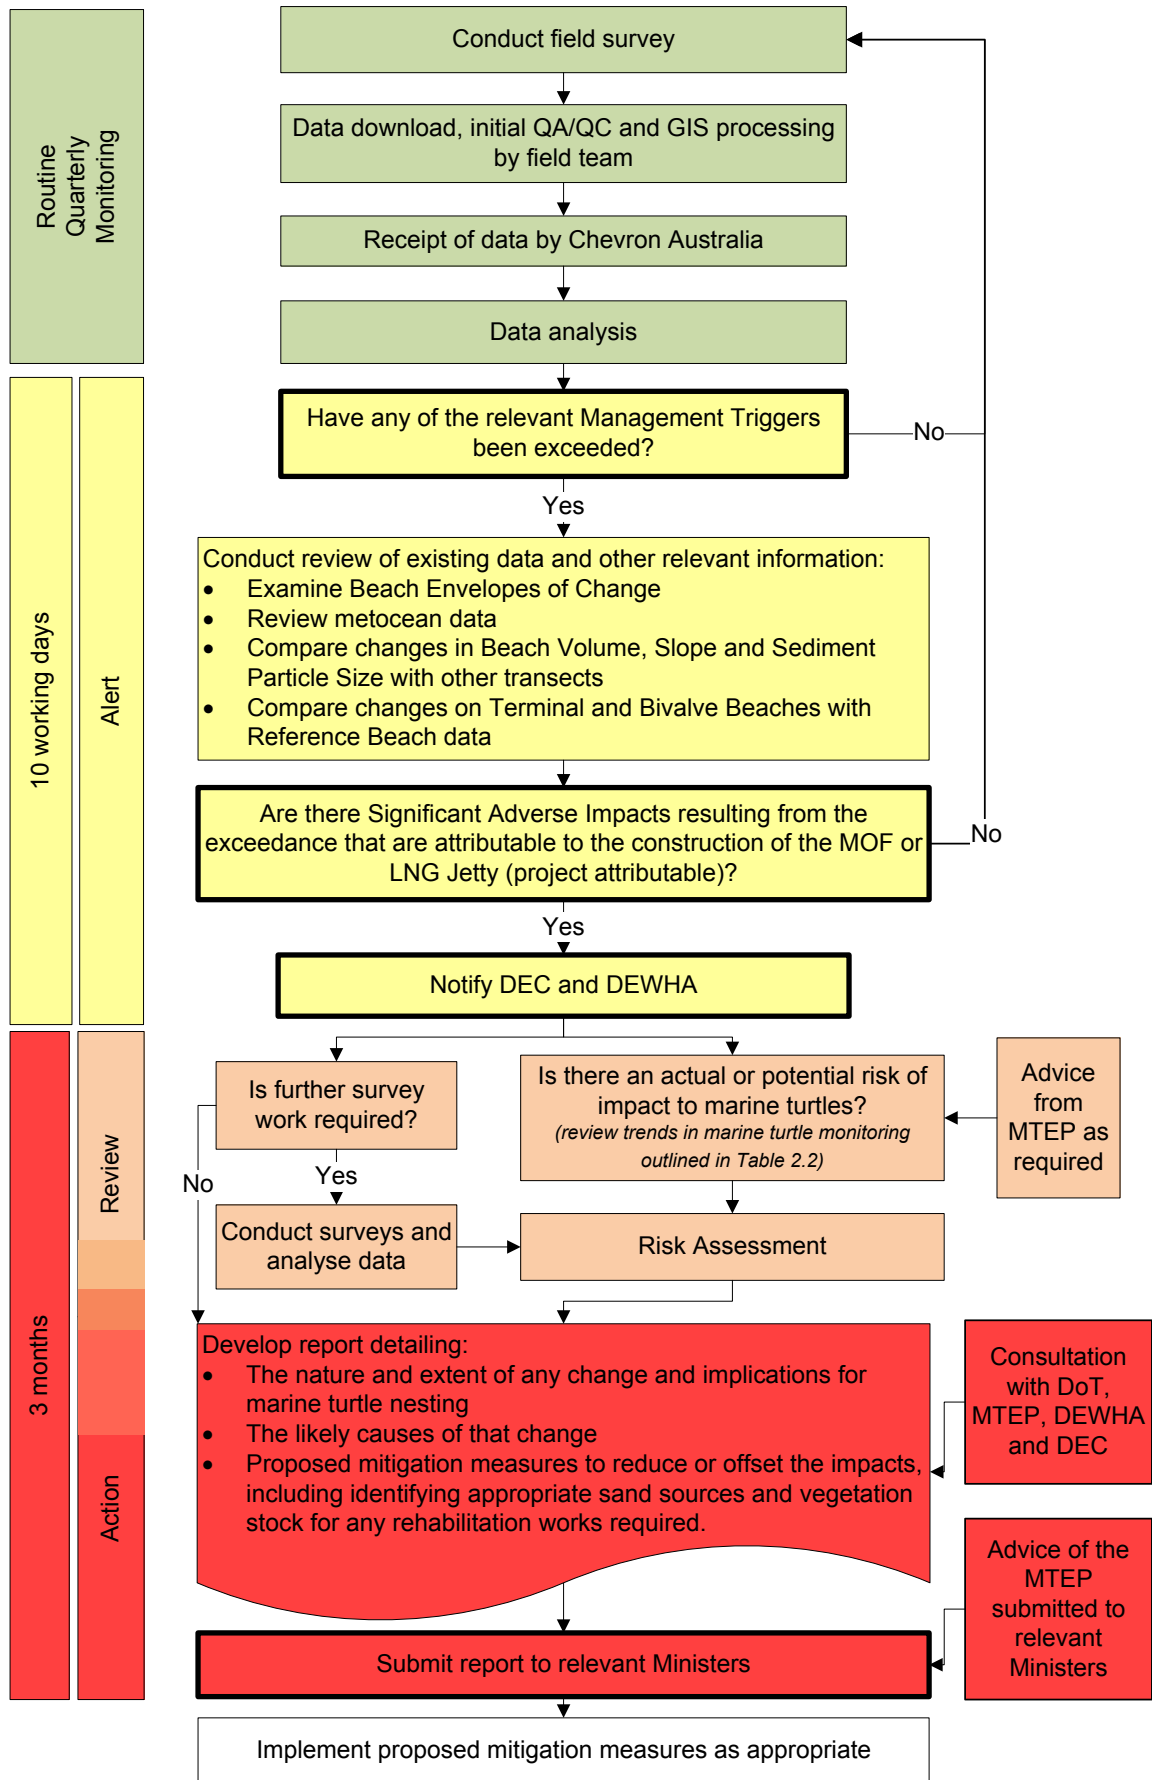 Routine
Quarterly
Monitoring
Conduct field survey
Data download, initial QA/QC and GIS processing
by field team
Receipt of data by Chevron Australia
Data analysis
10 working days
Alert
Have any of the relevant Management Triggers
been exceeded?
No
Yes
Conduct review of existing data and other relevant information:
• Examine Beach Envelopes of Change
• Review metocean data
• Compare changes in Beach Volume, Slope and Sediment
Particle Size with other transects
• Compare changes on Terminal and Bivalve Beaches with
Reference Beach data
Are there Significant Adverse Impacts resulting from the
exceedance that are attributable to the construction of the MOF or
LNG Jetty (project attributable)?
No
Yes
Notify DEC and DEWHA
3 months
Review
Is further survey
work required?
Is there an actual or potential risk of
impact to marine turtles?
(review trends in marine turtle monitoring
outlined in Table 2.2)
Advice
from
MTEP as
required
No
Yes
Conduct surveys and
analyse data
Risk Assessment
Action
Develop report detailing:
• The nature and extent of any change and implications for
marine turtle nesting
• The likely causes of that change
• Proposed mitigation measures to reduce or offset the impacts,
including identifying appropriate sand sources and vegetation
stock for any rehabilitation works required.
Consultation
with DoT,
MTEP, DEWHA
and DEC
Advice of the
MTEP
submitted to
relevant
Ministers
Submit report to relevant Ministers
Implement proposed mitigation measures as appropriate